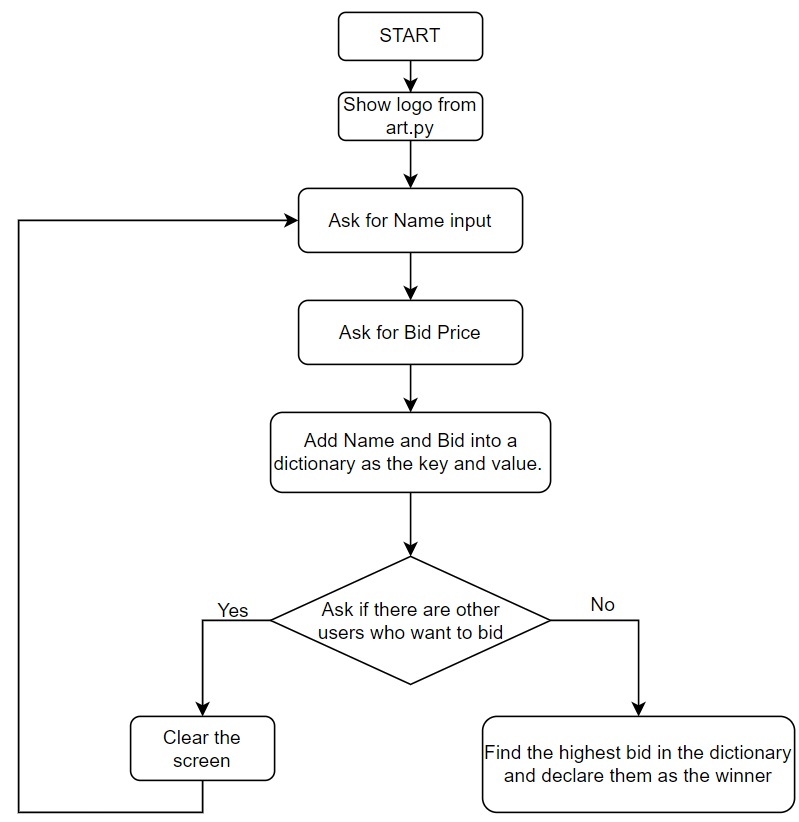 START
Show logo from
art.py
Ask for Name input
Ask for Bid Price
Add Name and Bid into a
dictionary as the key and value.
Ask if there are other
users who want to bid
Yes
No
Clear the
screen
Find the highest bid in the dictionary
and declare them as the winner